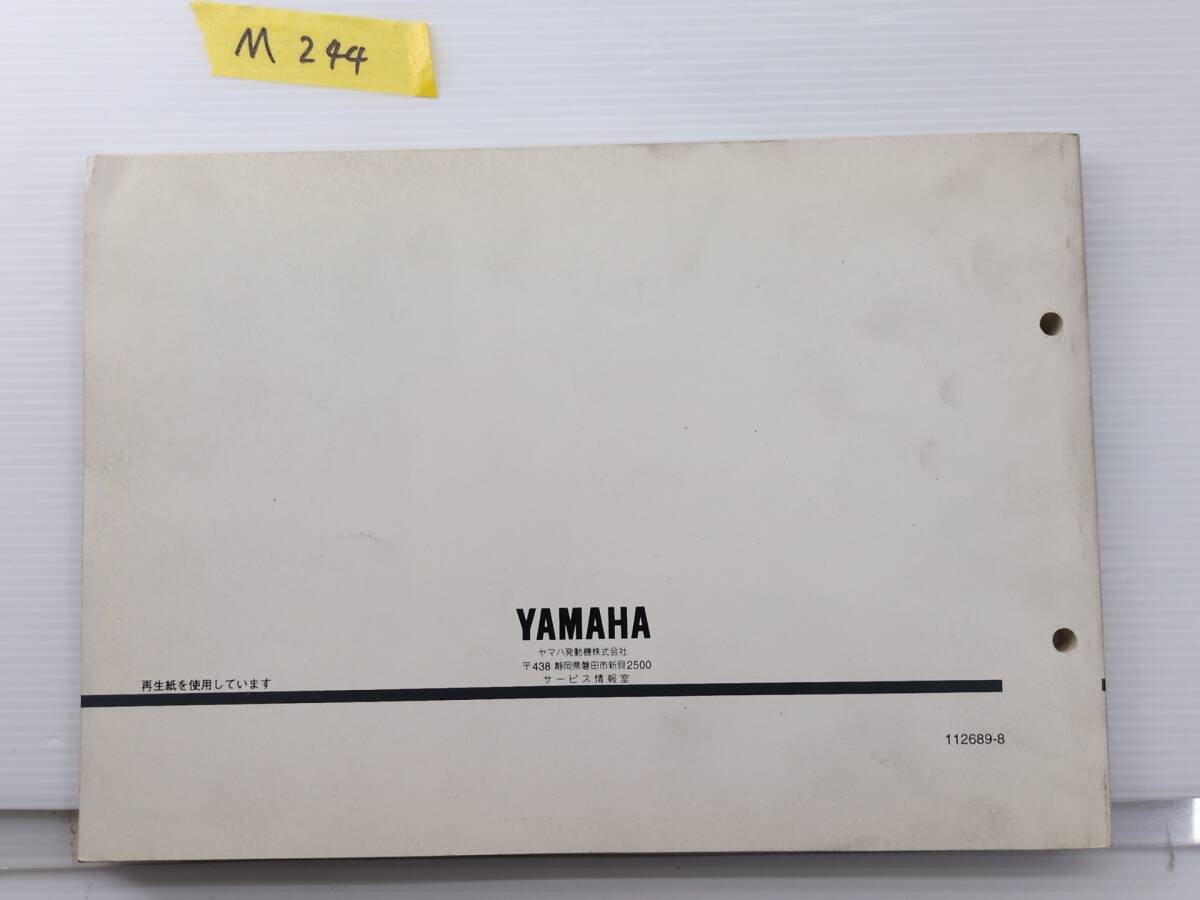 M 244
YAMAHA
ヤマハ発動機株式会社
〒438 静岡県磐田市新貝2500
サービス情報室
再生紙を使用しています
112689-8